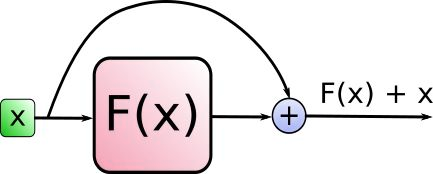 x
F(x)
+
F(x) + x